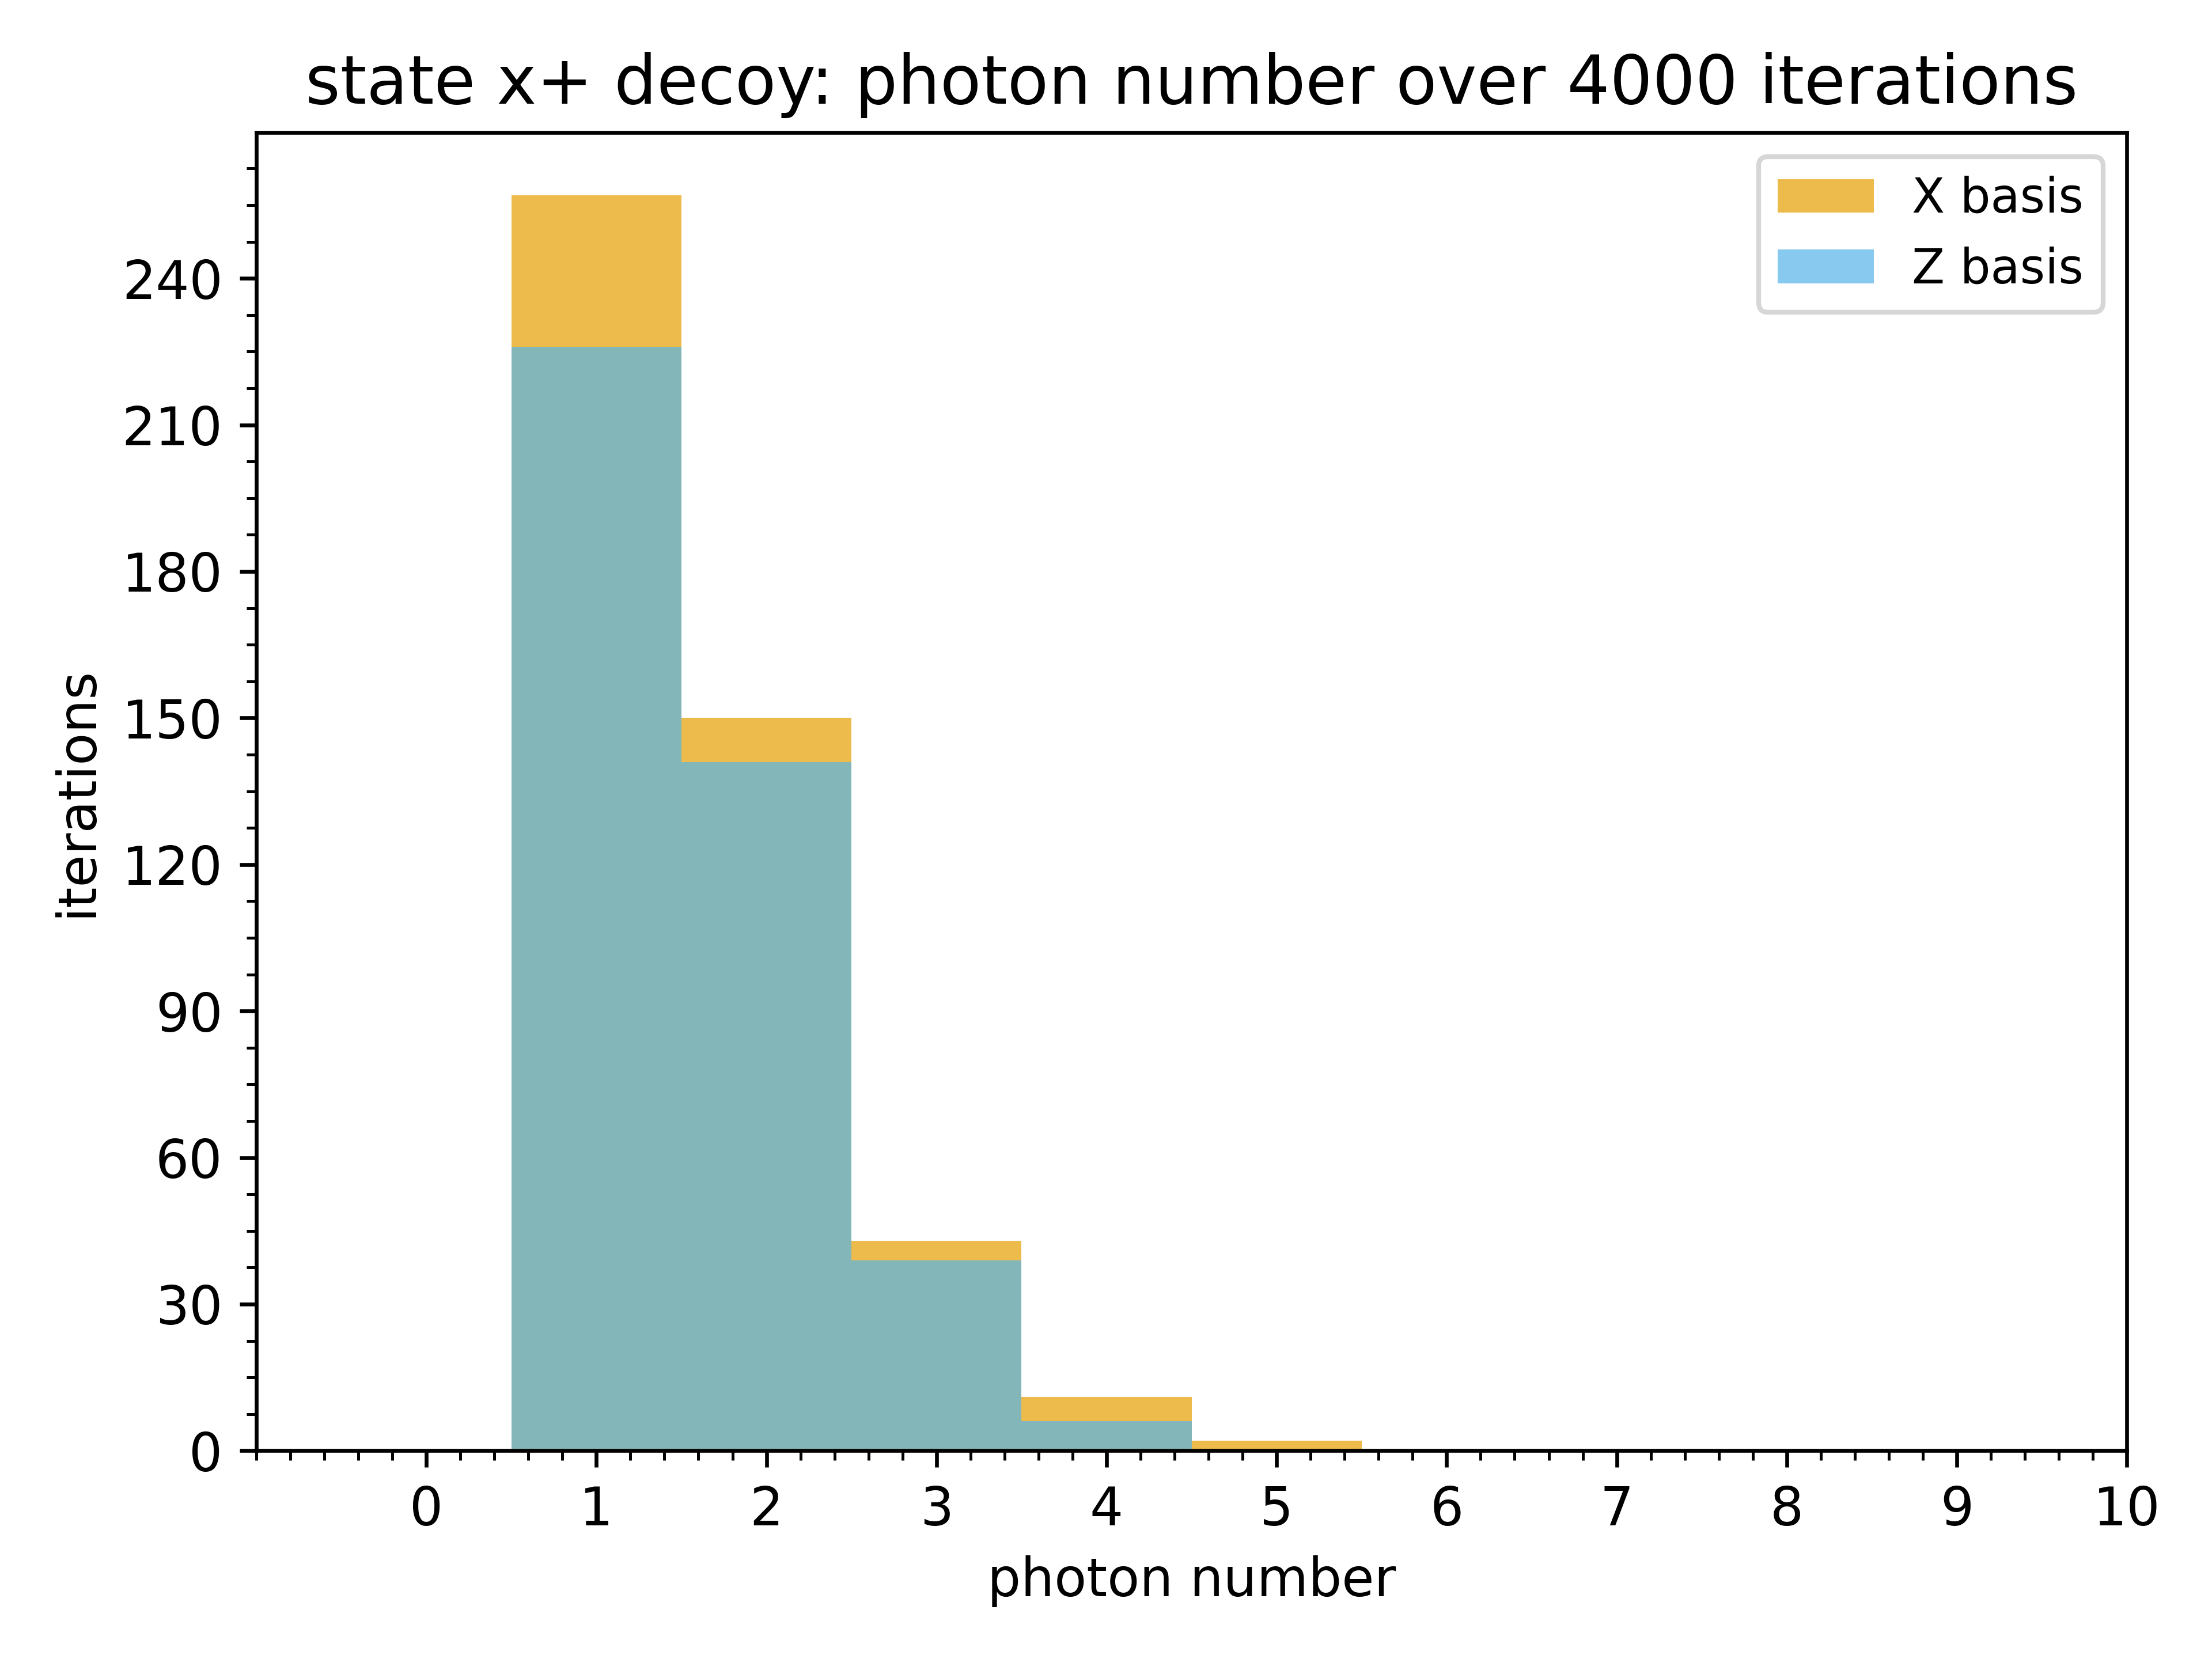 state x+ decoy: photon number over 4000 iterations
X basis
Z basis
240
210
180
150
120
90
60
30
0
iterations
0 1 2 3 4 5 6 7 8 9 10
photon number